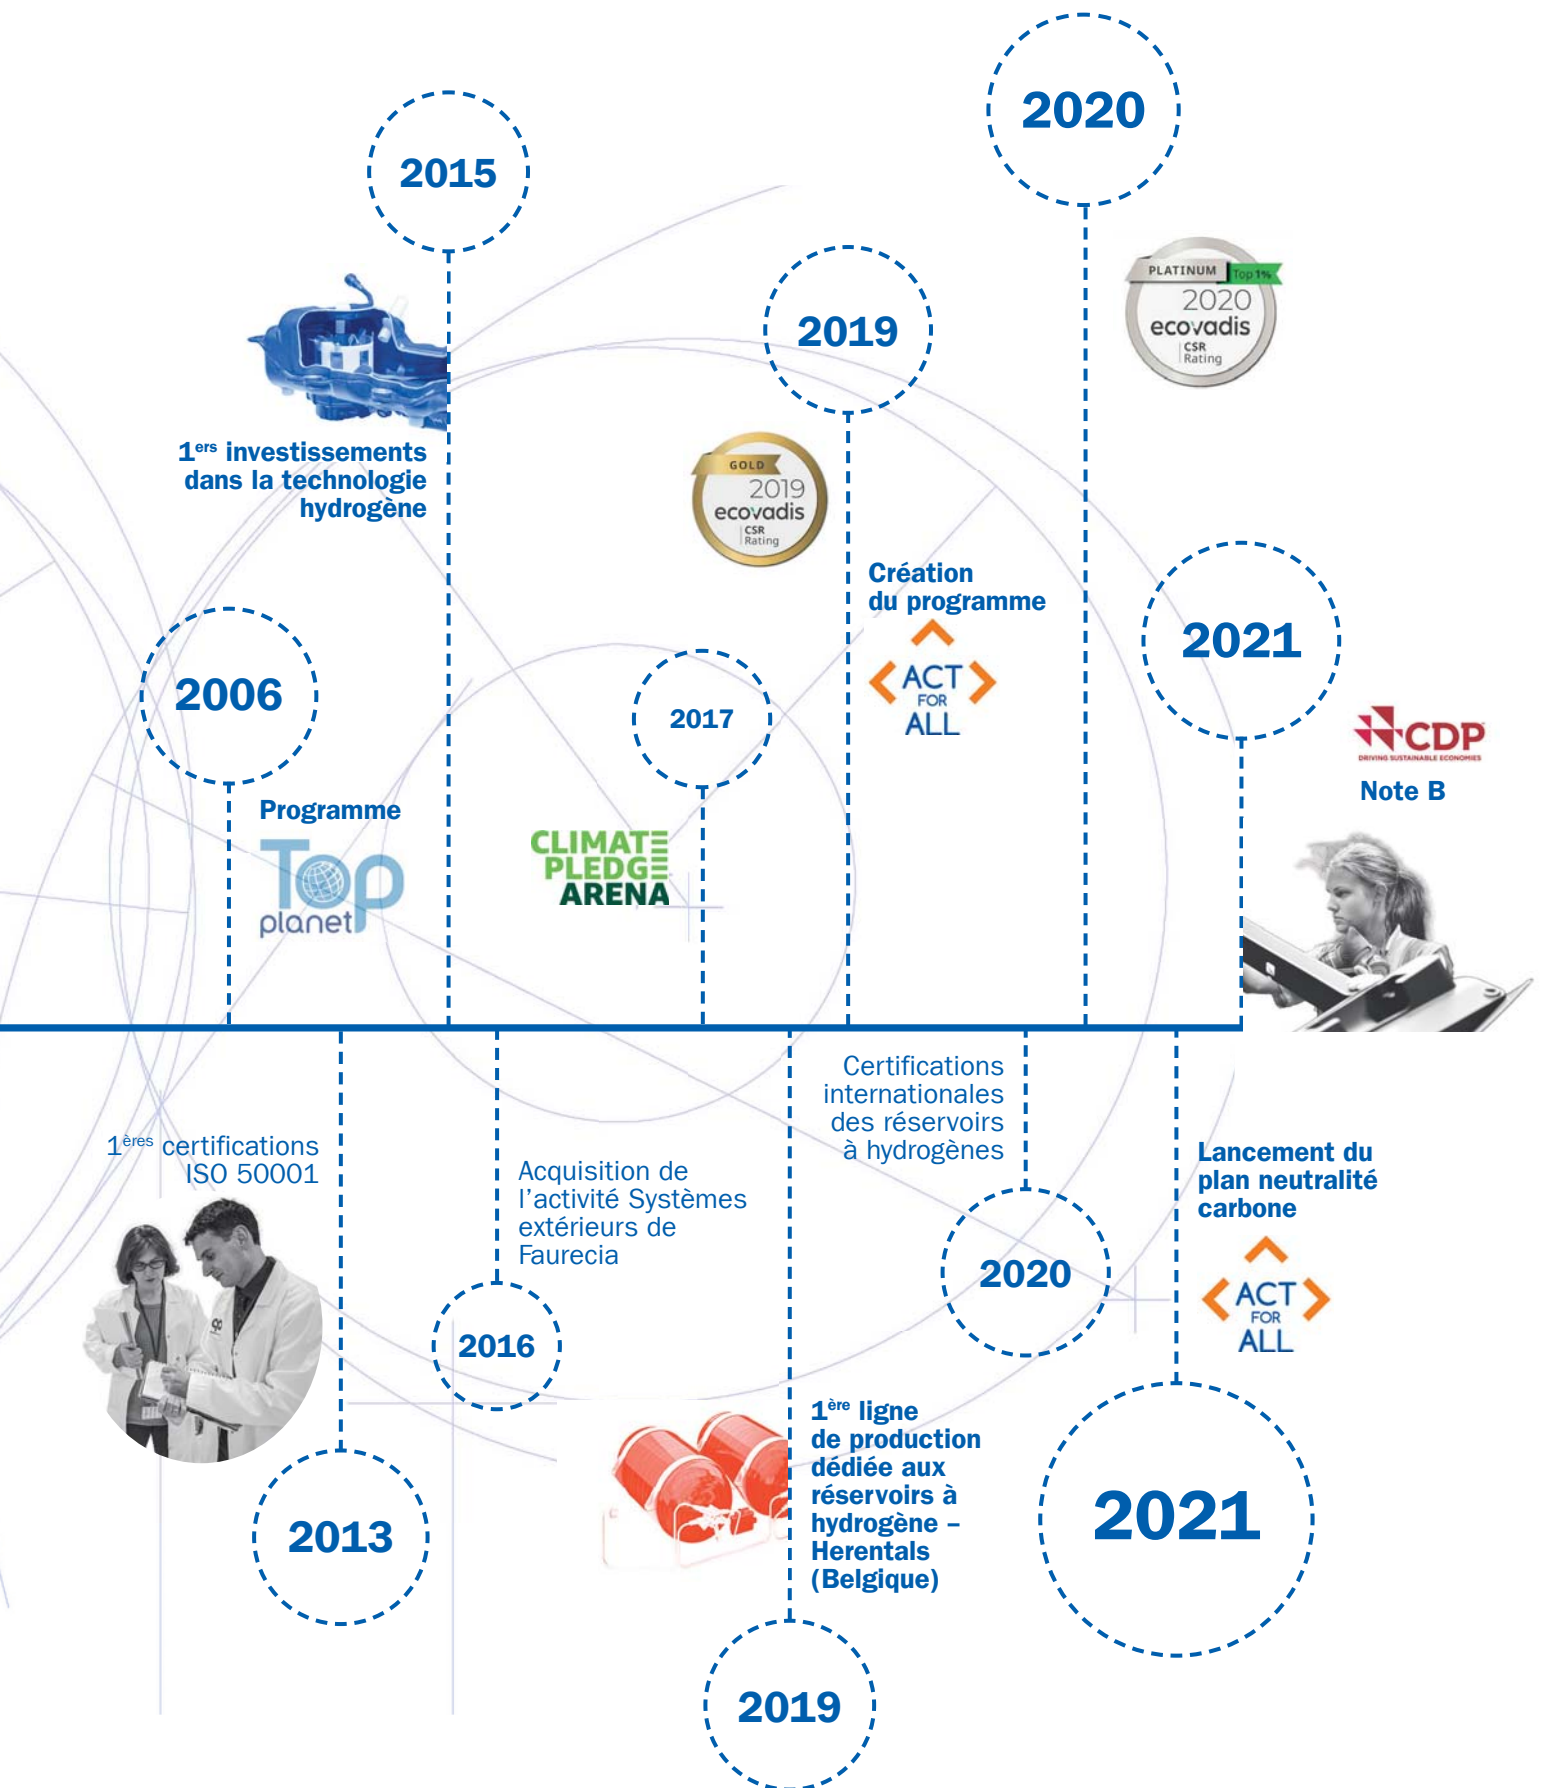 2020
2015
PLATINUM Top 1%
2020
ecovadis
CSR
Rating
2019
1ers investissements
dans la technologie
hydrogène
GOLD
2019
ecovadis
CSR
Rating
Création
du programme
ACT
FOR
ALL
2021
2006
2017
CDP
DRIVING SUSTAINABLE ECONOMIES
Note B
Programme
Top
planet
CLIMATE
PLEDGE
ARENA
Certifications
internationales
des réservoirs
à hydrogènes
1ères certifications
ISO 50001
Acquisition de
l’activité Systèmes
extérieurs de
Faurecia
Lancement du
plan neutralité
carbone
ACT
FOR
ALL
2020
2016
1ère ligne
de production
dédiée aux
réservoirs à
hydrogène –
Herentals
(Belgique)
2013
2021
2019